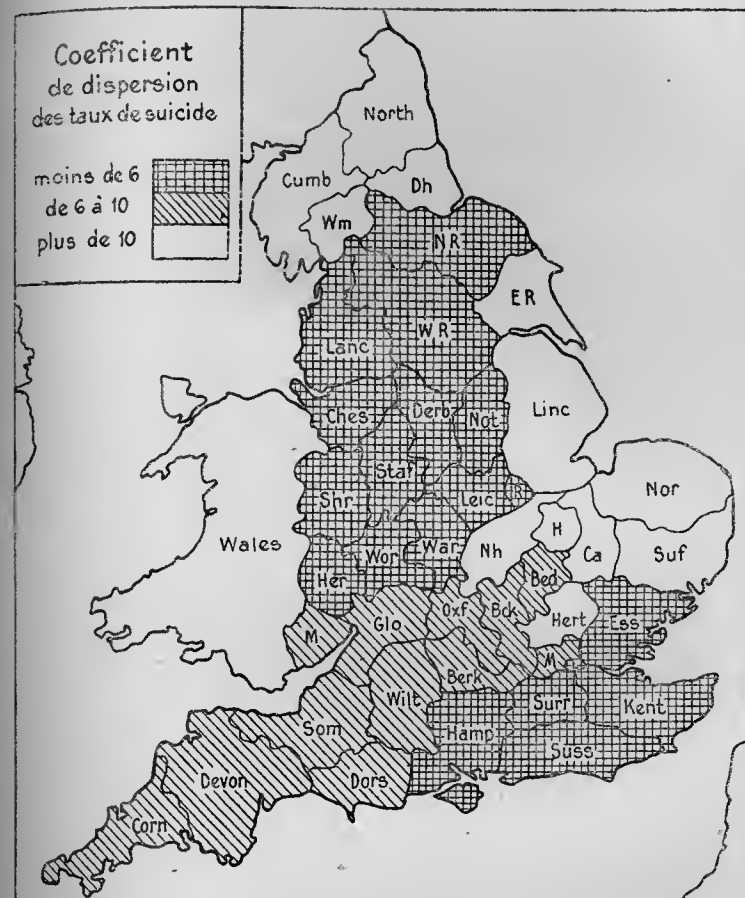 Coefficient
de dispersion
des taux de suicide
moins de 6
de 6 à 10
plus de 10
North
Cumb
Dh
Wm
NR
ER
WR
Lanc
Ches
Derb
Not
Linc
Staf
Shr
Leic
R
Nor
Wales
Wor
War
Nh
H
Ca
Suf
Her
Bed
M
Glo
Oxf
Bck
Hert
Ess
Berk
M
Wilt
Surr
Kent
Som
Hamp
Suss
Devon
Dors
Corn